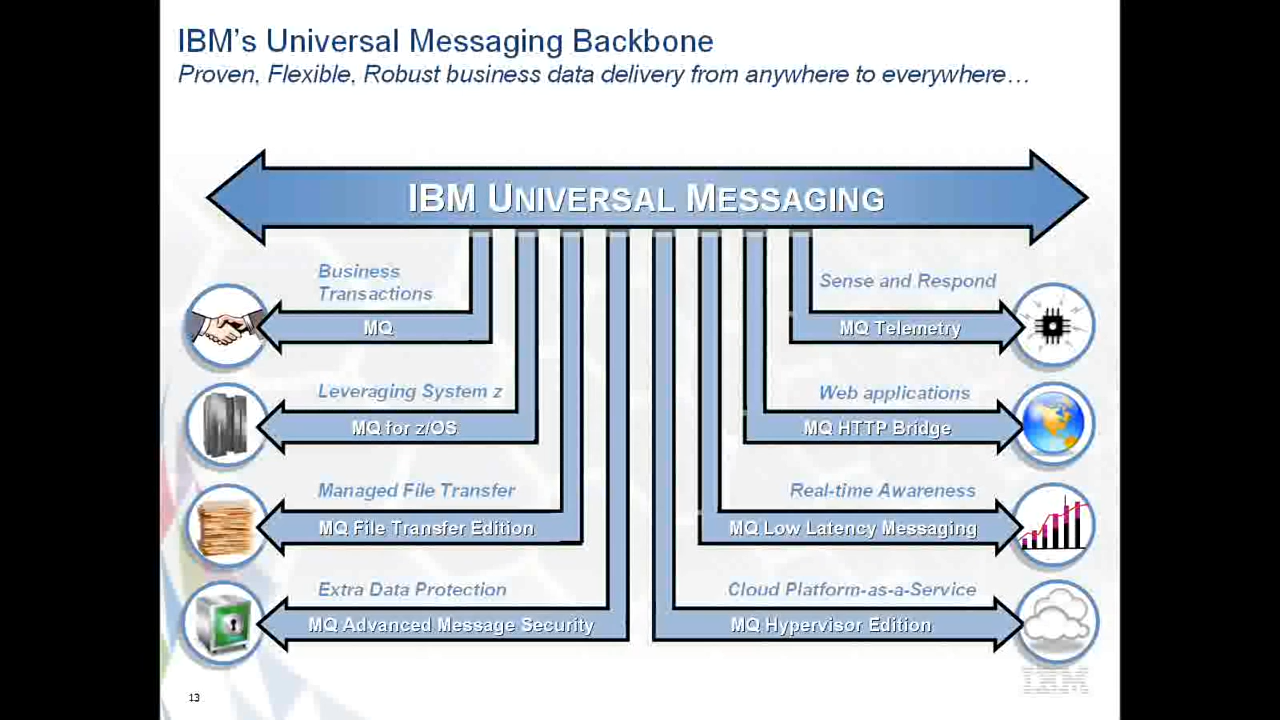 IBM's Universal Messaging Backbone
Proven, Flexible, Robust business data delivery from anywhere to everywhere…
IBM UNIVERSAL MESSAGING
Business
Transactions
MQ
Leveraging System z
MQ for z/OS
Managed File Transfer
MQ File Transfer Edition
Extra Data Protection
MQ Advanced Message Security
Sense and Respond
MQ Telemetry
Web applications
MQ HTTP Bridge
Real-time Awareness
MQ Low Latency Messaging
Cloud Platform-as-a-Service
MQ Hypervisor Edition
13
IBM